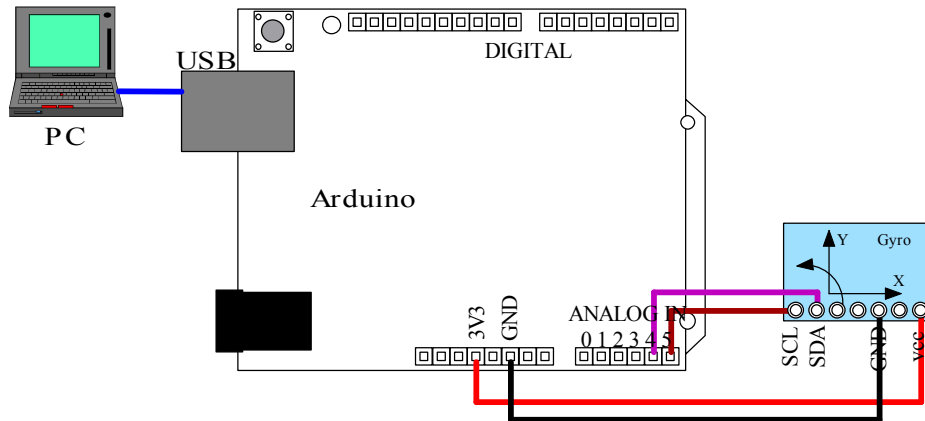 DIGITAL
USB
PC
Arduino
Y
Gyro
X
3V3
GND
ANALOG IN
0 1 2 3 4 5
SCL
SDA
GND
vcc